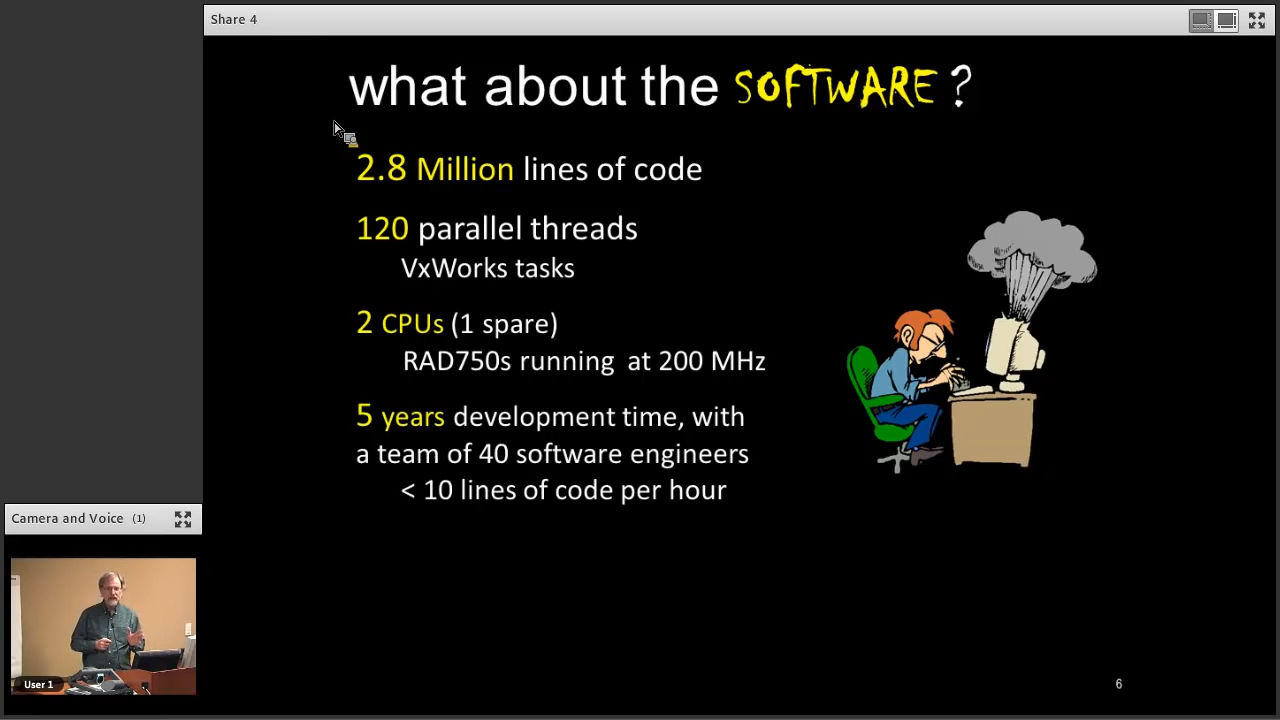 Share 4
what about the SOFTWARE ?
2.8 Million lines of code
120 parallel threads
VxWorks tasks
2 CPUs (1 spare)
RAD750s running at 200 MHz
5 years development time, with
a team of 40 software engineers
< 10 lines of code per hour
Camera and Voice (1)
User 1
6